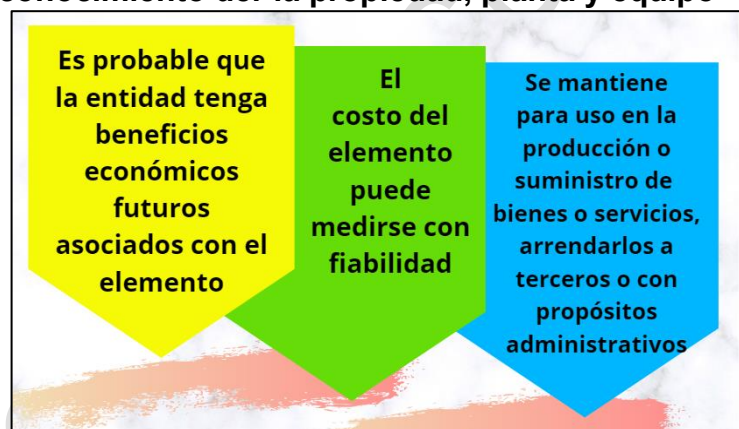 conocimiento der la propiedad, planta y equipo
Es probable que
la entidad tenga
beneficios
económicos
futuros
asociados con el
elemento
El
costo del
elemento
puede
medirse con
fiabilidad
Se mantiene
para uso en la
producción o
suministro de
bienes o servicios,
arrendarlos a
terceros o con
propósitos
administrativos